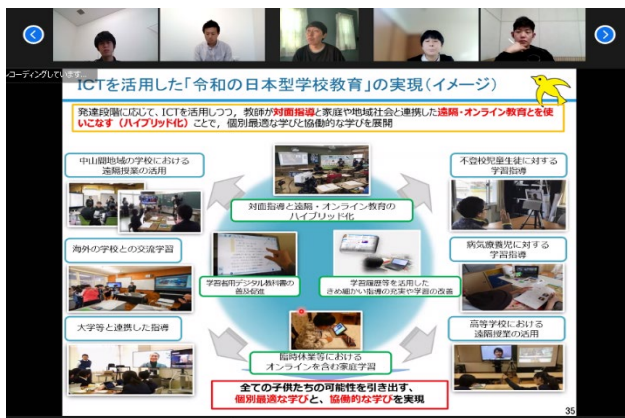 コーディングしています...
ICTを活用した「令和の日本型学校教育」の実現(イメージ)
発達段階に応じて、ICTを活用しつつ,教師が対面指導と家庭や地域社会と連携した遠隔・オンライン教育とを使
いこなす(ハイブリッド化)ことで,個別最適な学びと協働的な学びを展開
中山間地域の学校における
遠隔授業の活用
対面指導と遠隔・オンライン教育の
ハイブリッド化
不登校児童生徒に対する
学習指導
海外の学校との交流学習
学習者用デジタル教科書の
普及促進
学習履歴等を活用した
きめ細かい指導の充実や学習の改善
病気療養児に対する
学習指導
大学等と連携した指導
臨時休業等における
オンラインを含む家庭学習
高等学校における
遠隔授業の活用
全ての子供たちの可能性を引き出す、
個別最適な学びと、協働的な学びを実現
35